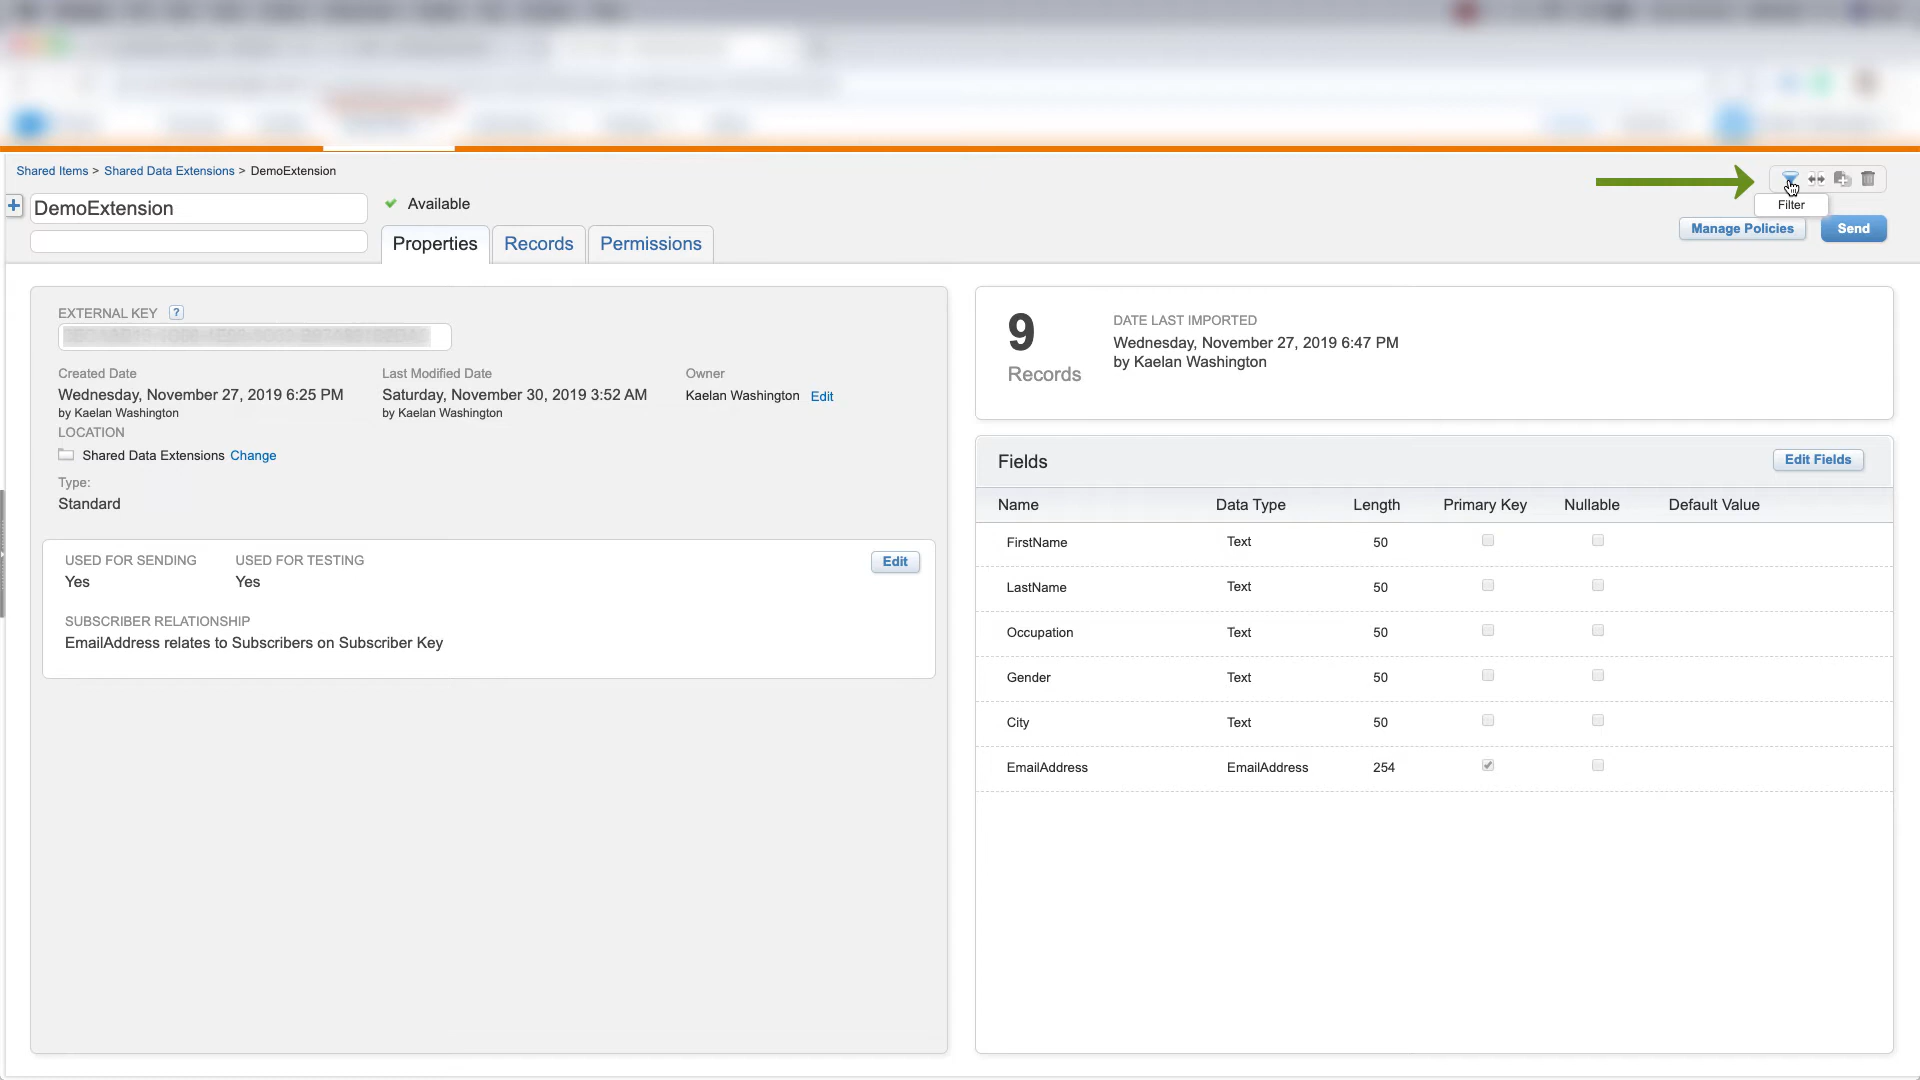 Shared Items > Shared Data Extensions > DemoExtension
DemoExtension
Available
Filter
Manage Policies
Send
Properties
Records
Permissions
EXTERNAL KEY ?
Created Date
Wednesday, November 27, 2019 6:25 PM
by Kaelan Washington
Last Modified Date
Saturday, November 30, 2019 3:52 AM
by Kaelan Washington
Owner
Kaelan Washington Edit
LOCATION
Shared Data Extensions Change
Type:
Standard
USED FOR SENDING
Yes
USED FOR TESTING
Yes
Edit
SUBSCRIBER RELATIONSHIP
EmailAddress relates to Subscribers on Subscriber Key
9
Records
DATE LAST IMPORTED
Wednesday, November 27, 2019 6:47 PM
by Kaelan Washington
Fields
Edit Fields
Name Data Type Length Primary Key Nullable Default Value
FirstName Text 50
LastName Text 50
Occupation Text 50
Gender Text 50
City Text 50
EmailAddress EmailAddress 254